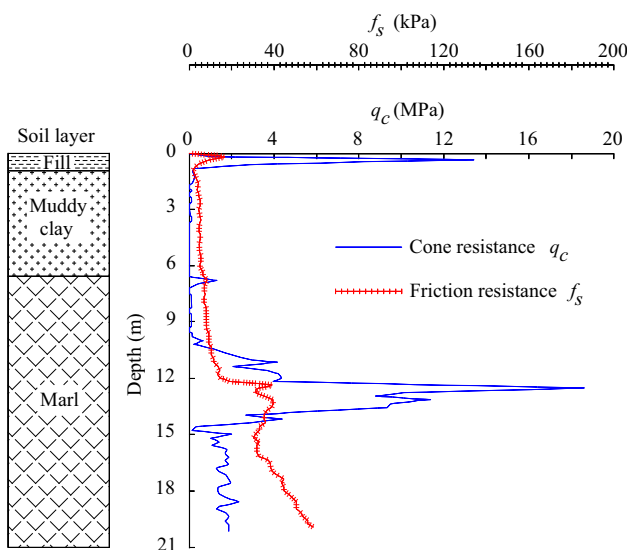 f_s (kPa)
0 40 80 120 160 200
q_c (MPa)
0 4 8 12 16 20
Soil layer
Fill
Muddy
clay
Marl
Depth (m)
0
3
6
9
12
15
18
21
Cone resistance q_c
Friction resistance f_s